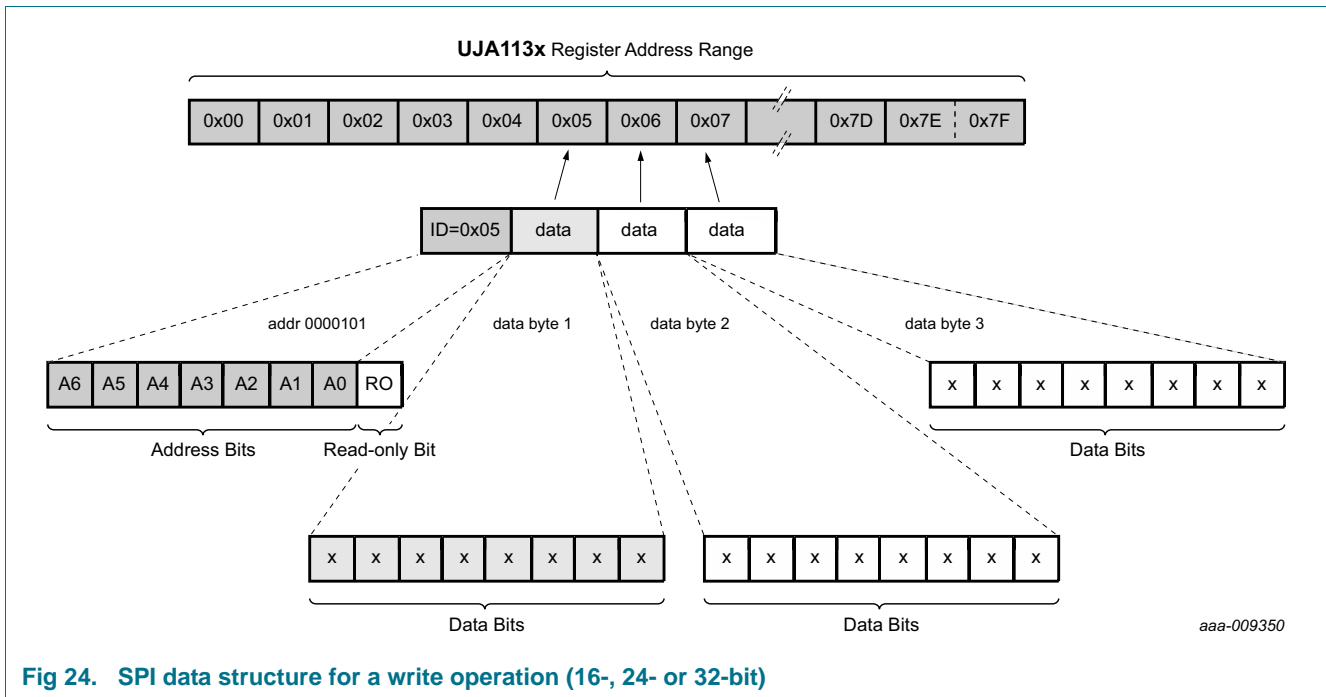 UJA113x Register Address Range
0x00 0x01 0x02 0x03 0x04 0x05 0x06 0x07 0x7D 0x7E 0x7F
ID=0x05 data data data
addr 0000101 data byte 1 data byte 2 data byte 3
A6 A5 A4 A3 A2 A1 A0 RO x x x x x x x x
Address Bits Read-only Bit Data Bits
x x x x x x x x x x x x x x x x
Data Bits Data Bits
aaa-009350
Fig 24. SPI data structure for a write operation (16-, 24- or 32-bit)